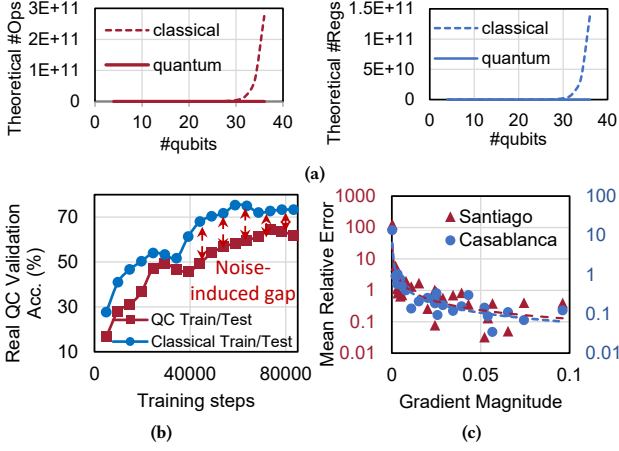 Theoretical #Ops
3E+11
2E+11
1E+11
0
0
10
20
30
40
#qubits
classical
quantum
Theoretical #Regs
1.5E+11
1E+11
5E+10
0
0
10
20
30
40
#qubits
classical
quantum
(a)
Real QC Validation
Acc. (%)
70
50
30
10
0
40000
80000
Training steps
Noise-
induced gap
QC Train/Test
Classical Train/Test
(b)
Mean Relative Error
1000
100
10
1
0.1
0.01
100
10
1
0.1
0.01
0
0.05
0.1
Gradient Magnitude
Santiago
Casablanca
(c)